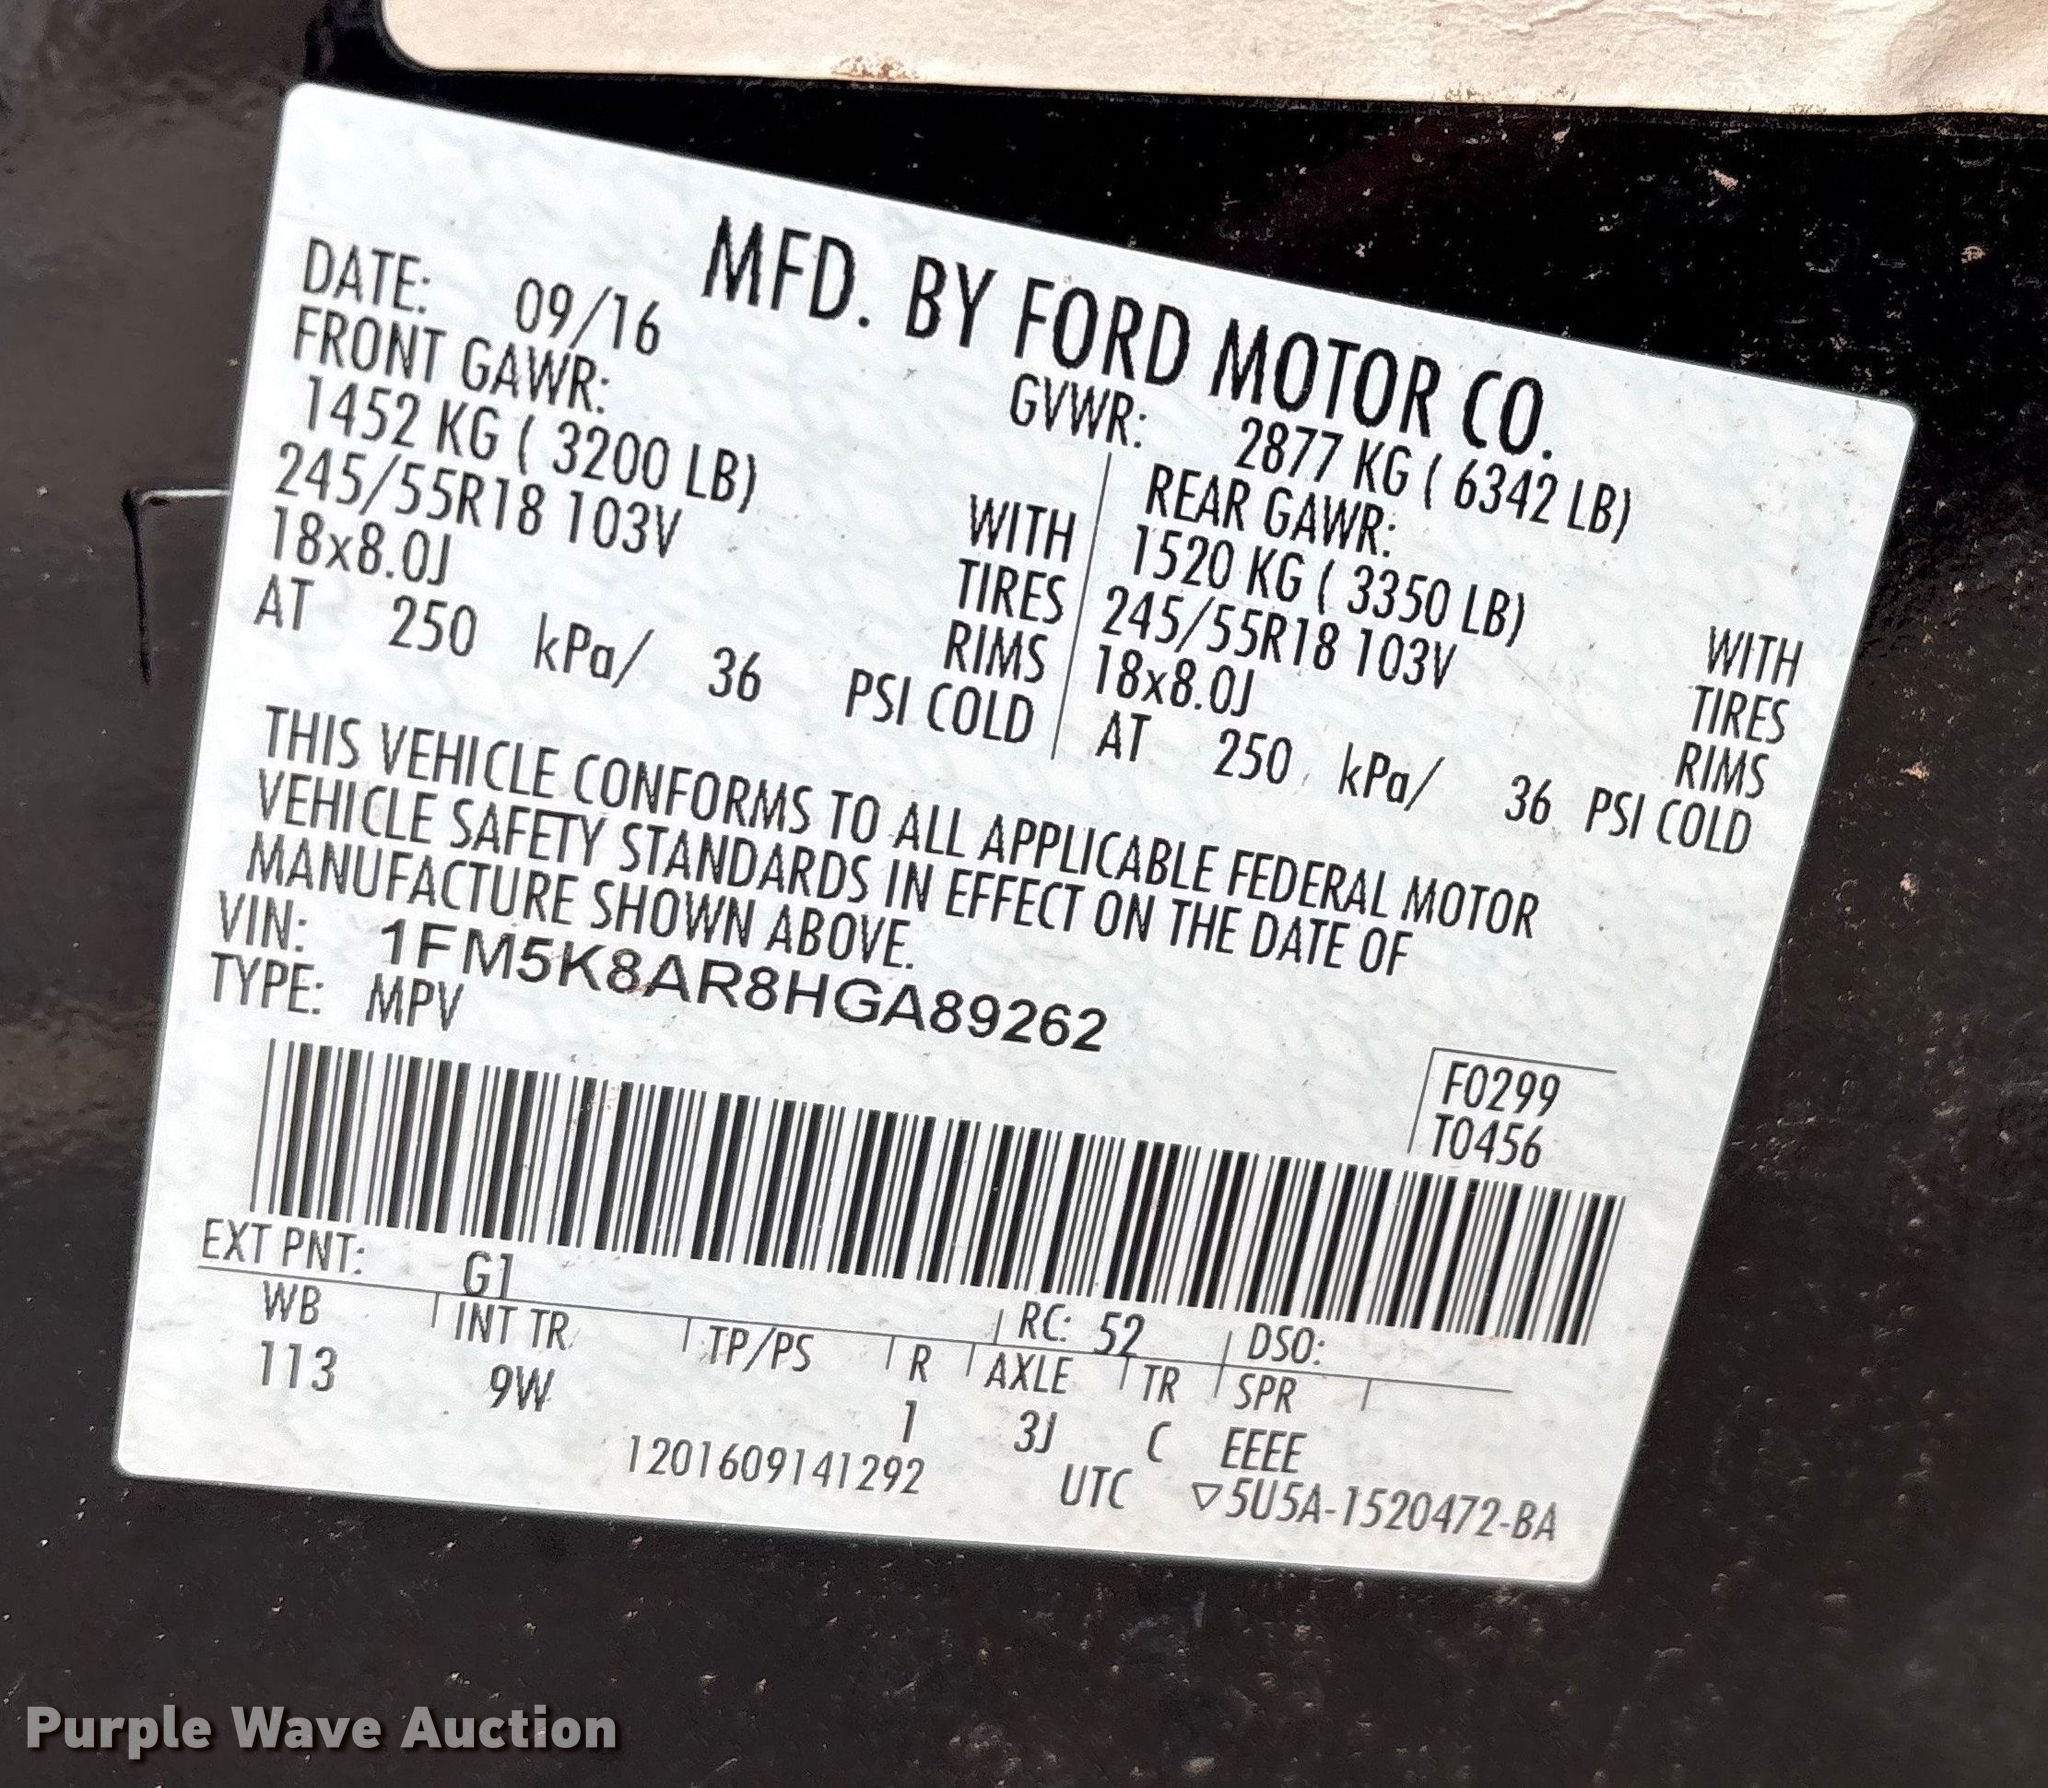 MFD. BY FORD MOTOR CO.
DATE: 09/16 GVWR: 2877 KG ( 6342 LB)
FRONT GAWR: REAR GAWR:
1452 KG ( 3200 LB) WITH 1520 KG ( 3350 LB) WITH
245/55R18 103V TIRES 245/55R18 103V TIRES
18x8.0J RIMS 18x8.0J RIMS
AT 250 kPa/ 36 PSI COLD AT 250 kPa/ 36 PSI COLD
THIS VEHICLE CONFORMS TO ALL APPLICABLE FEDERAL MOTOR
VEHICLE SAFETY STANDARDS IN EFFECT ON THE DATE OF
MANUFACTURE SHOWN ABOVE.
VIN: 1FM5K8AR8HGA89262
TYPE: MPV
F0299
T0456
EXT PNT: G1 RC: 52 DSO:
WB INT TR TP/PS R AXLE TR SPR
113 9W 1 3J C EEEE
1201609141292 UTC ▽5U5A-1520472-BA
Purple Wave Auction